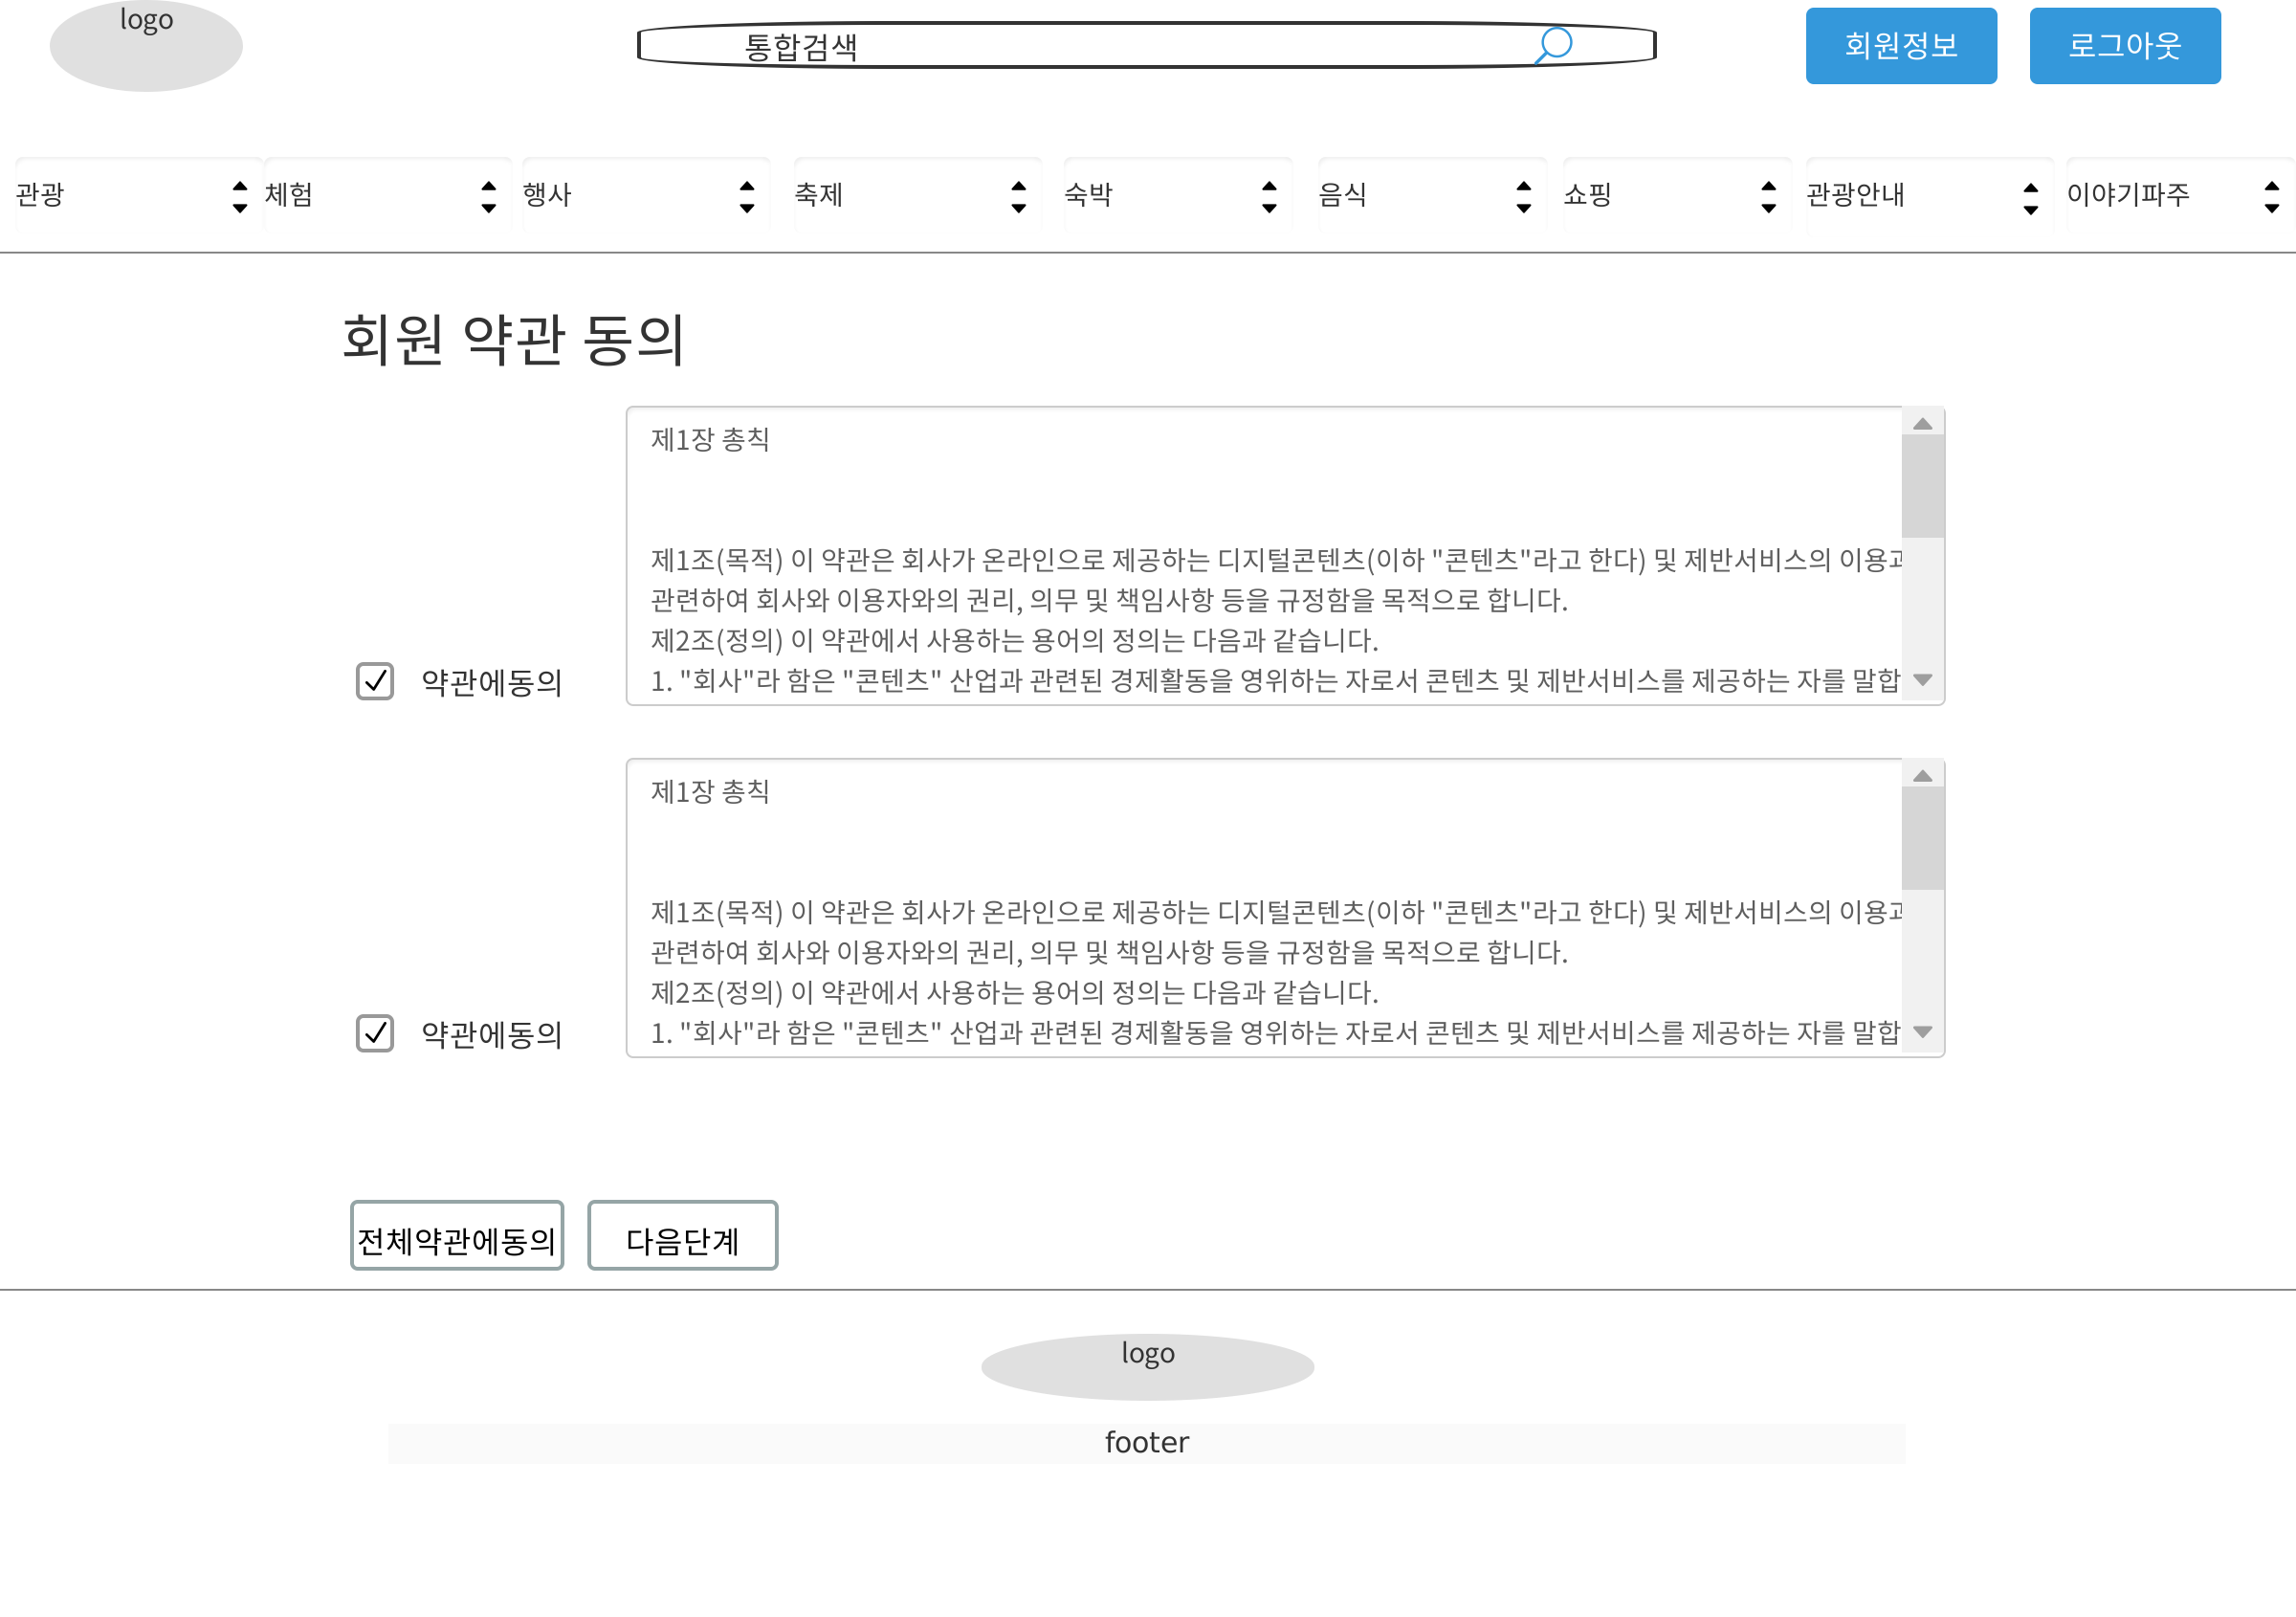 logo
통합검색
회원정보
로그아웃
관광
체험
행사
축제
숙박
음식
쇼핑
관광안내
이야기파주
회원 약관 동의
제1장 총칙
제1조(목적) 이 약관은 회사가 온라인으로 제공하는 디지털콘텐츠(이하 "콘텐츠"라고 한다) 및 제반서비스의 이용과
관련하여 회사와 이용자와의 권리, 의무 및 책임사항 등을 규정함을 목적으로 합니다.
제2조(정의) 이 약관에서 사용하는 용어의 정의는 다음과 같습니다.
1. "회사"라 함은 "콘텐츠" 산업과 관련된 경제활동을 영위하는 자로서 콘텐츠 및 제반서비스를 제공하는 자를 말합
약관에동의
제1장 총칙
제1조(목적) 이 약관은 회사가 온라인으로 제공하는 디지털콘텐츠(이하 "콘텐츠"라고 한다) 및 제반서비스의 이용과
관련하여 회사와 이용자와의 권리, 의무 및 책임사항 등을 규정함을 목적으로 합니다.
제2조(정의) 이 약관에서 사용하는 용어의 정의는 다음과 같습니다.
1. "회사"라 함은 "콘텐츠" 산업과 관련된 경제활동을 영위하는 자로서 콘텐츠 및 제반서비스를 제공하는 자를 말합
약관에동의
전체약관에동의
다음단계
logo
footer